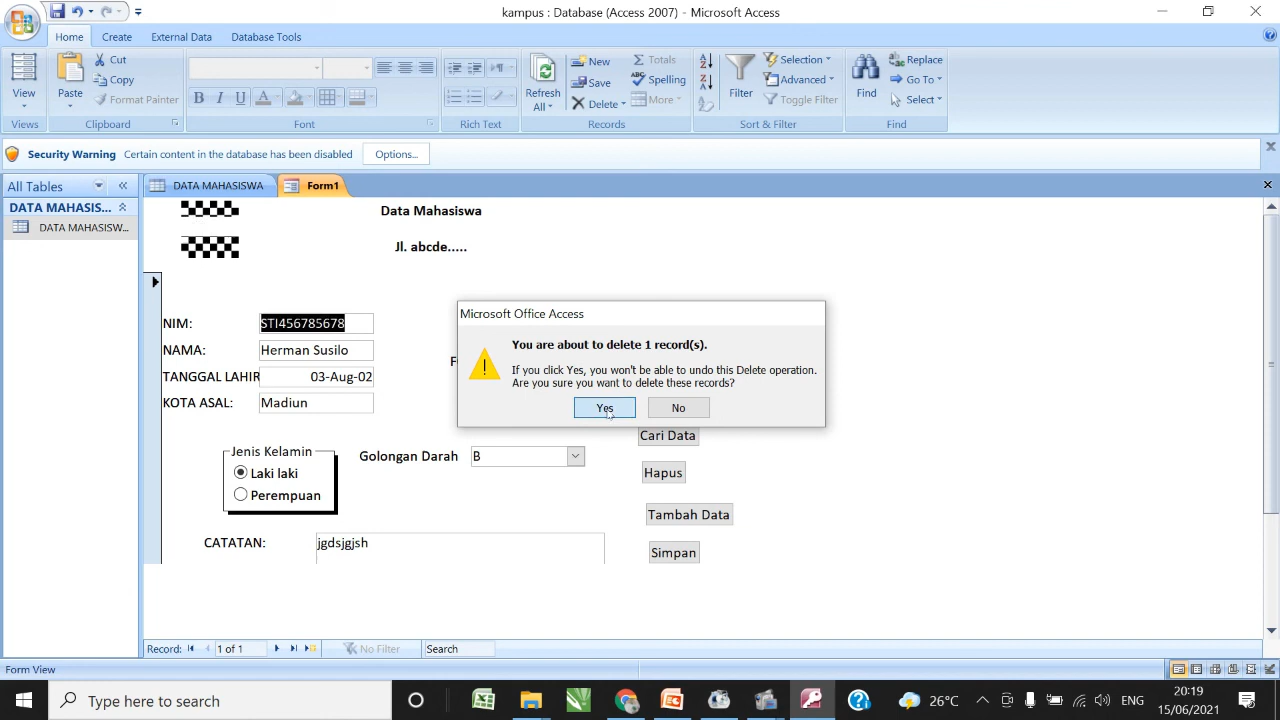 kampus : Database (Access 2007) - Microsoft Access
Home Create External Data Database Tools
View
Views
Paste
Cut
Copy
Format Painter
Clipboard
B I U A
Font
Rich Text
Refresh
All
New
Save
Delete
Totals
Spelling
More
Records
Filter
Selection
Advanced
Toggle Filter
Sort & Filter
Find
Replace
Go To
Select
Find
Security Warning Certain content in the database has been disabled Options...
All Tables
DATA MAHASIS...
DATA MAHASISW...
DATA MAHASISWA Form1
Data Mahasiswa
Jl. abcde.....
NIM: STI456785678
NAMA: Herman Susilo
TANGGAL LAHIR 03-Aug-02
KOTA ASAL: Madiun
Microsoft Office Access
You are about to delete 1 record(s).
If you click Yes, you won't be able to undo this Delete operation.
Are you sure you want to delete these records?
Yes No
Jenis Kelamin
Laki laki
Perempuan
Golongan Darah B
Cari Data
Hapus
Tambah Data
Simpan
CATATAN: jgdsjgjsh
Record: 1 of 1 No Filter Search
Form View
Type here to search
26°C ENG 20:19
15/06/2021